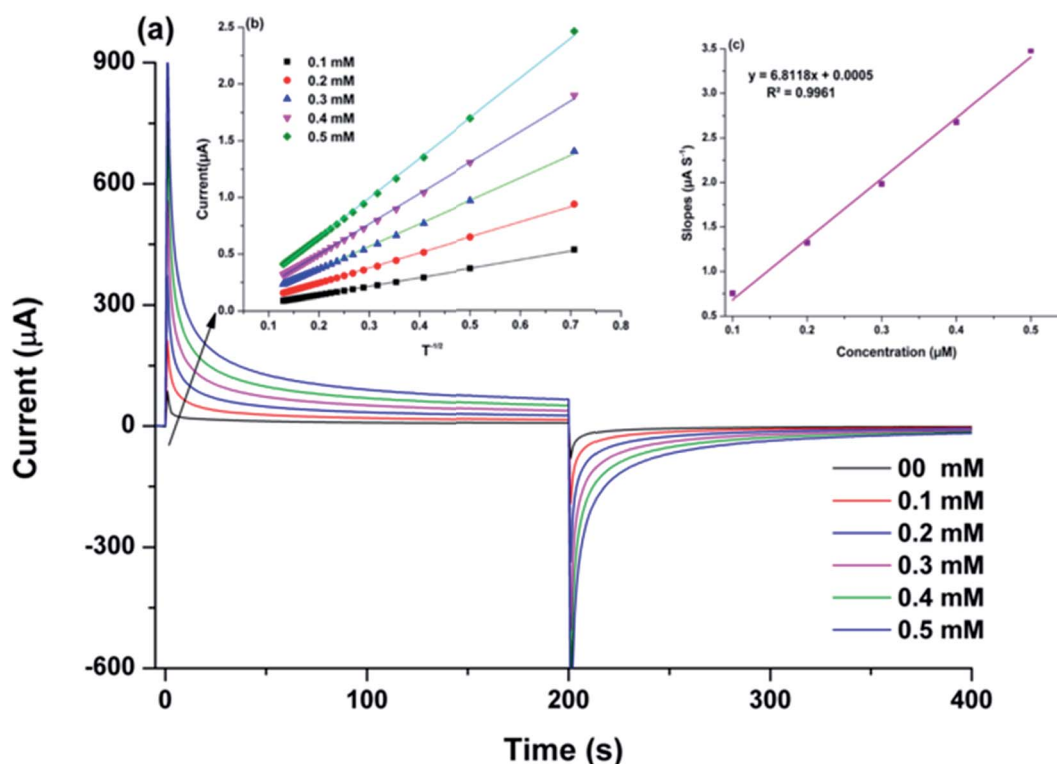 (a)
900
600
300
0
-300
-600
Current (µA)
0
100
200
300
400
Time (s)
00 mM
0.1 mM
0.2 mM
0.3 mM
0.4 mM
0.5 mM
(b)
2.5
2.0
1.5
1.0
0.5
0.0
Current(µA)
0.1 mM
0.2 mM
0.3 mM
0.4 mM
0.5 mM
0.1
0.2
0.3
0.4
0.5
0.6
0.7
0.8
T⁻¹/²
(c)
y = 6.8118x + 0.0005
R² = 0.9961
3.5
3.0
2.5
2.0
1.5
1.0
0.5
Slopes (µA S⁻¹)
0.1
0.2
0.3
0.4
0.5
Concentration (µM)